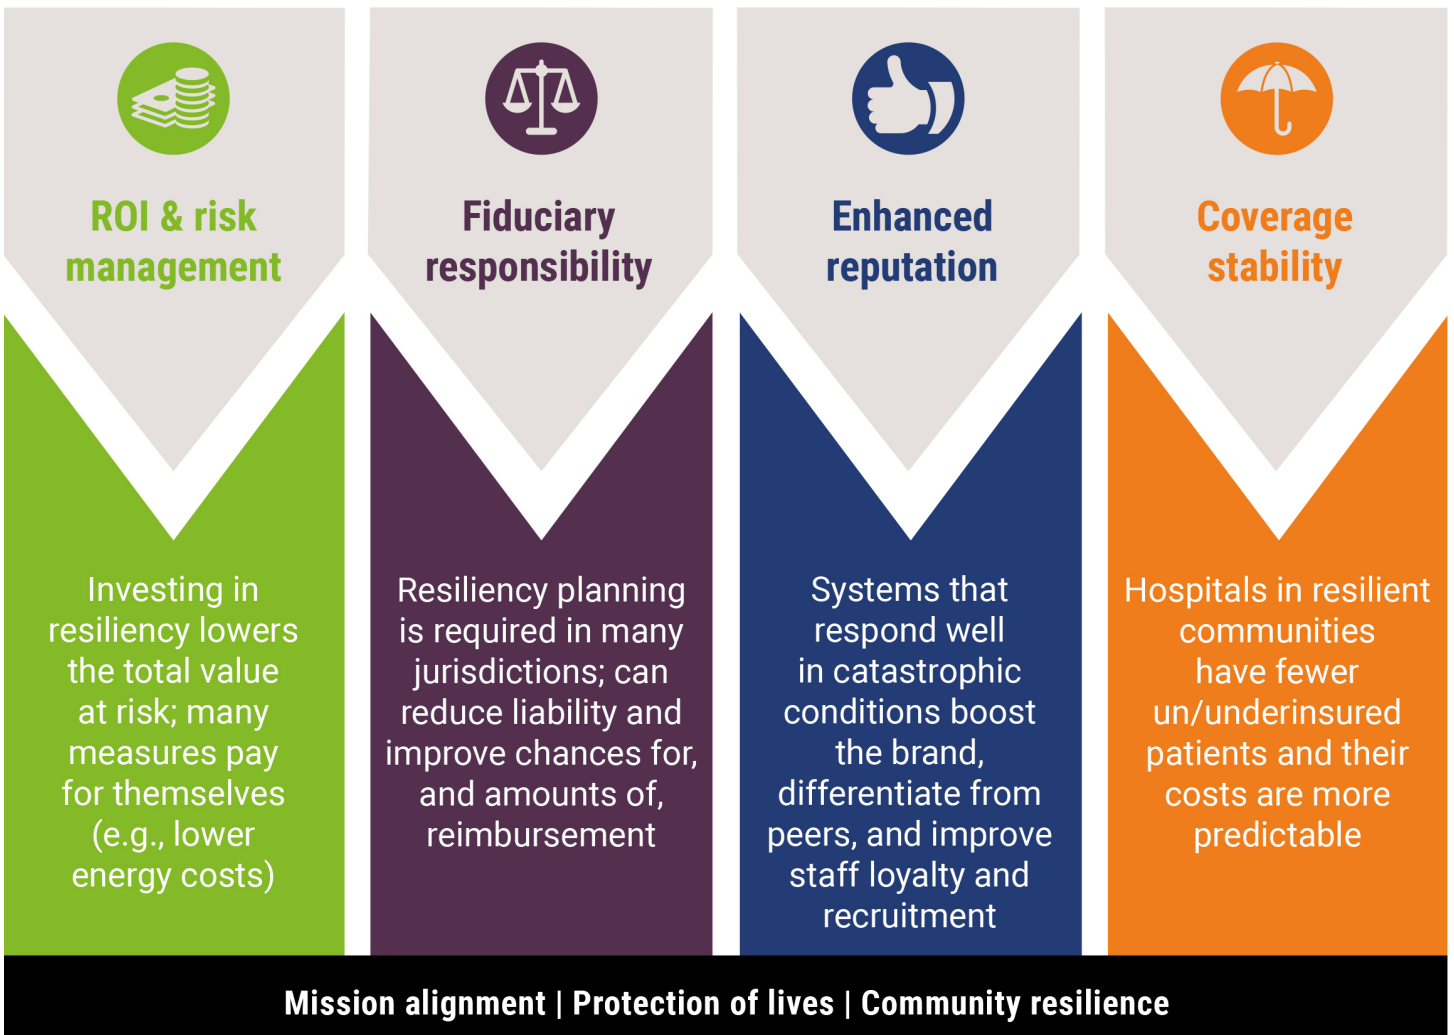 ROI & risk
management
Investing in
resiliency lowers
the total value
at risk; many
measures pay
for themselves
(e.g., lower
energy costs)
Fiduciary
responsibility
Resiliency planning
is required in many
jurisdictions; can
reduce liability and
improve chances for,
and amounts of,
reimbursement
Enhanced
reputation
Systems that
respond well
in catastrophic
conditions boost
the brand,
differentiate from
peers, and improve
staff loyalty and
recruitment
Coverage
stability
Hospitals in resilient
communities
have fewer
un/underinsured
patients and their
costs are more
predictable
Mission alignment | Protection of lives | Community resilience